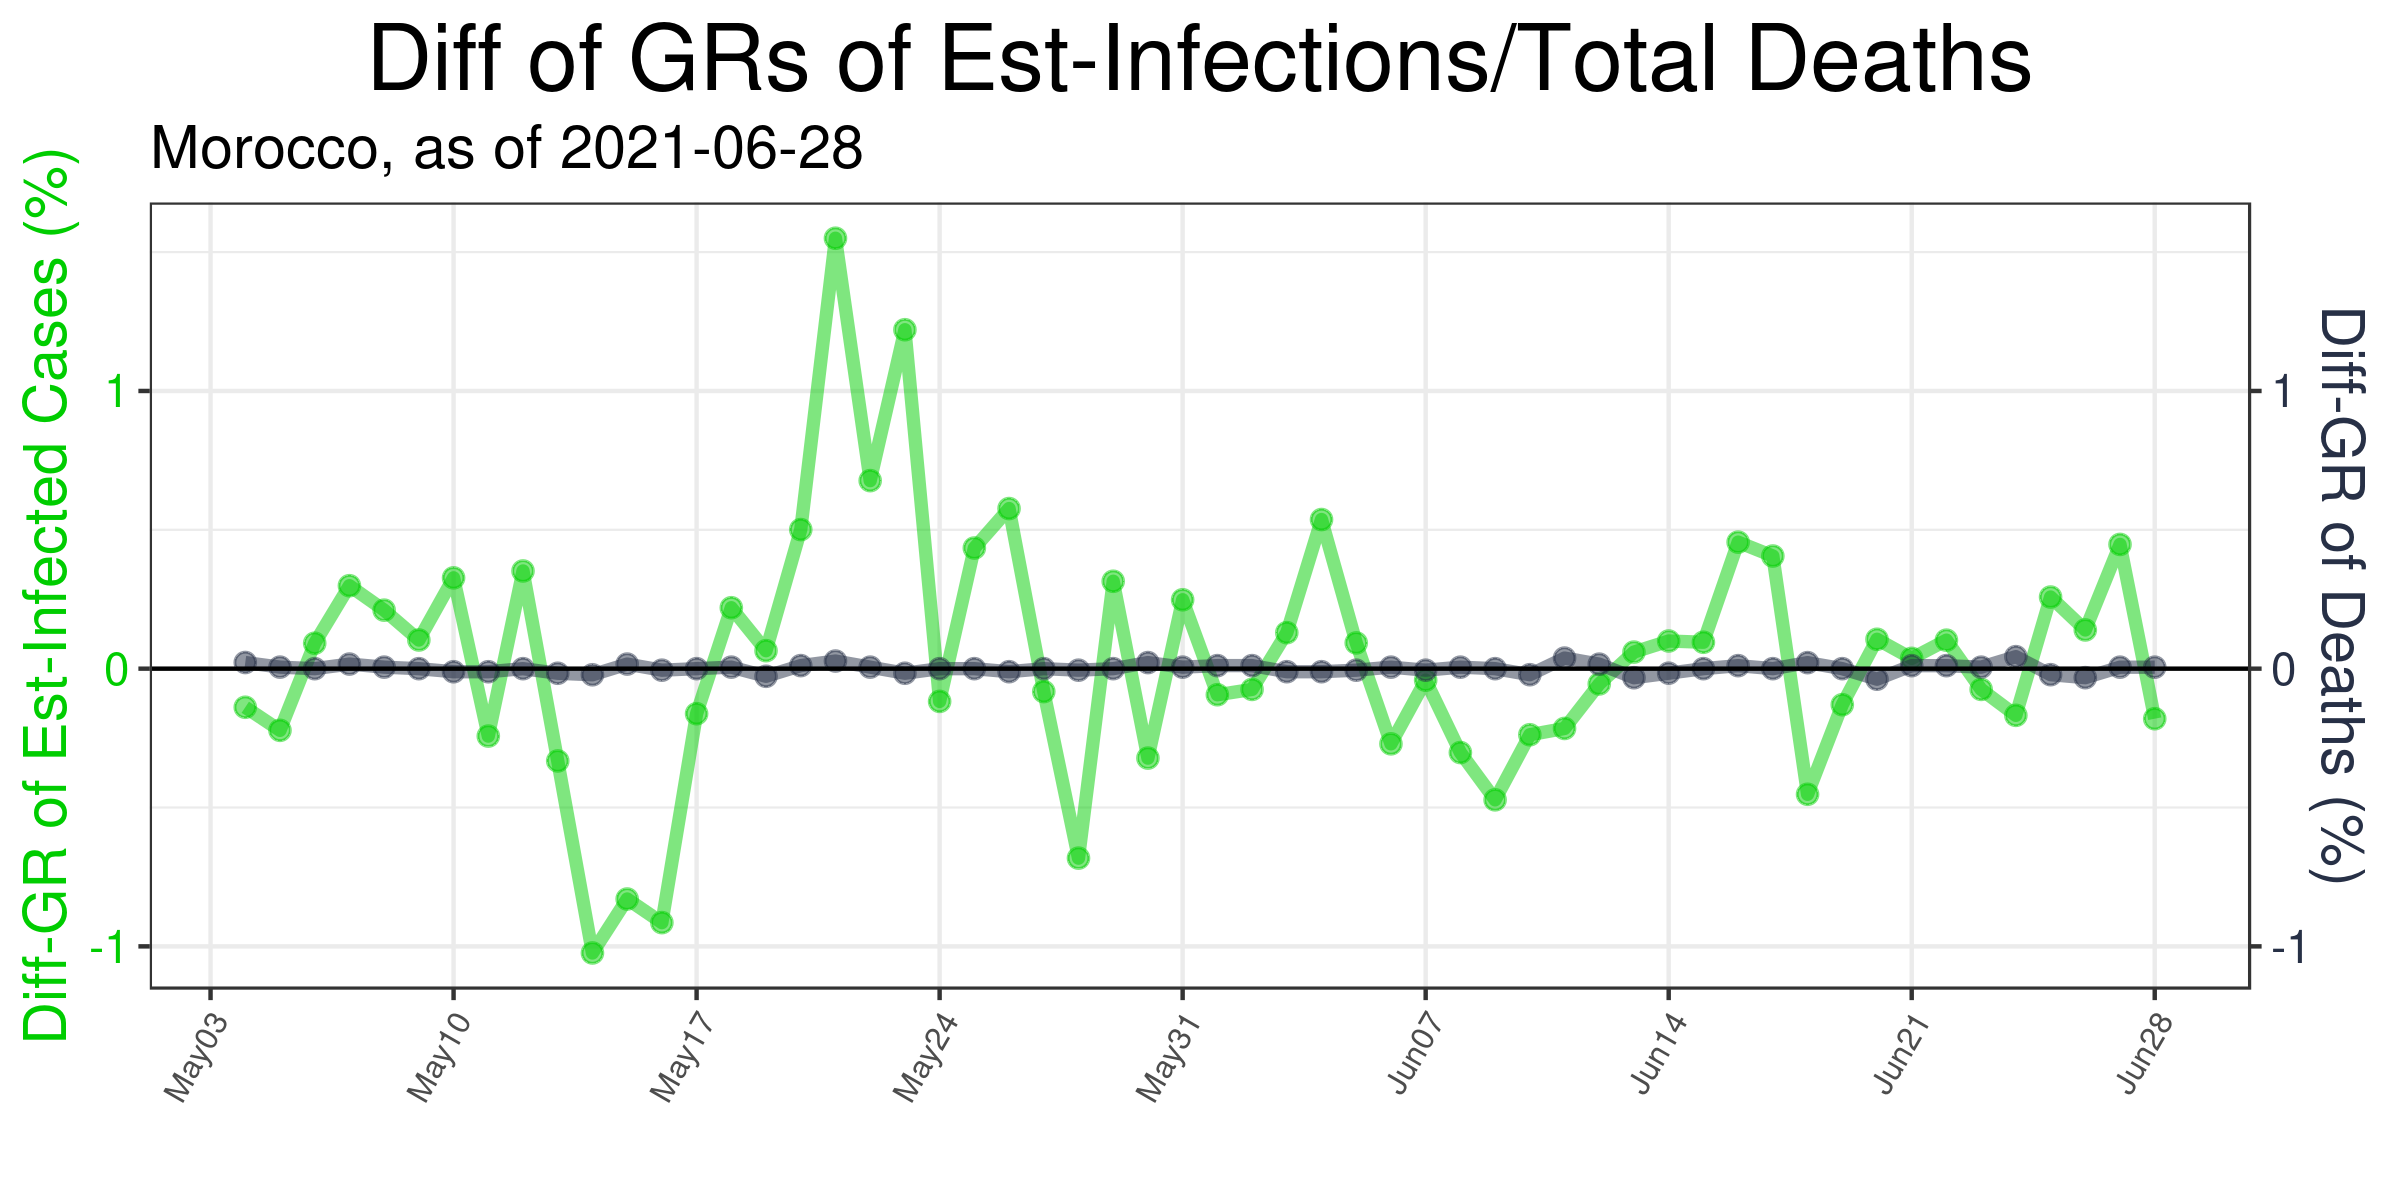 Diff of GRs of Est-Infections/Total Deaths
Morocco, as of 2021-06-28
Diff-GR of Est-Infected Cases (%)
1
0
-1
1
0
-1
Diff-GR of Deaths (%)
May03
May10
May17
May24
May31
Jun07
Jun14
Jun21
Jun28